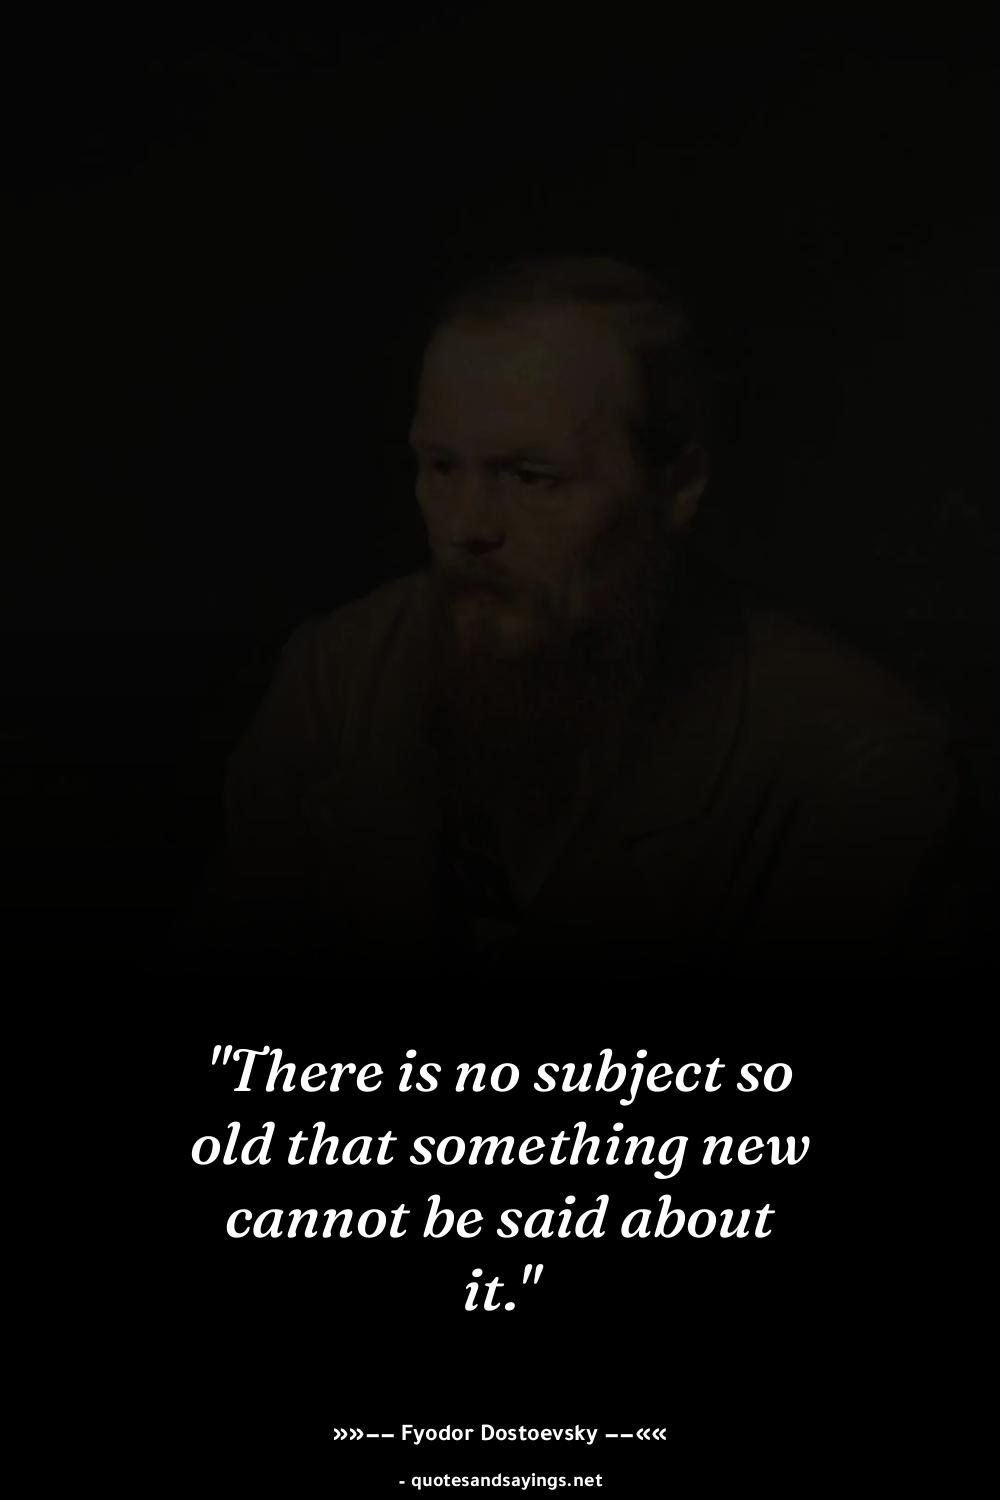 "There is no subject so
old that something new
cannot be said about
it."
»»–– Fyodor Dostoevsky ––««
- quotesandsayings.net